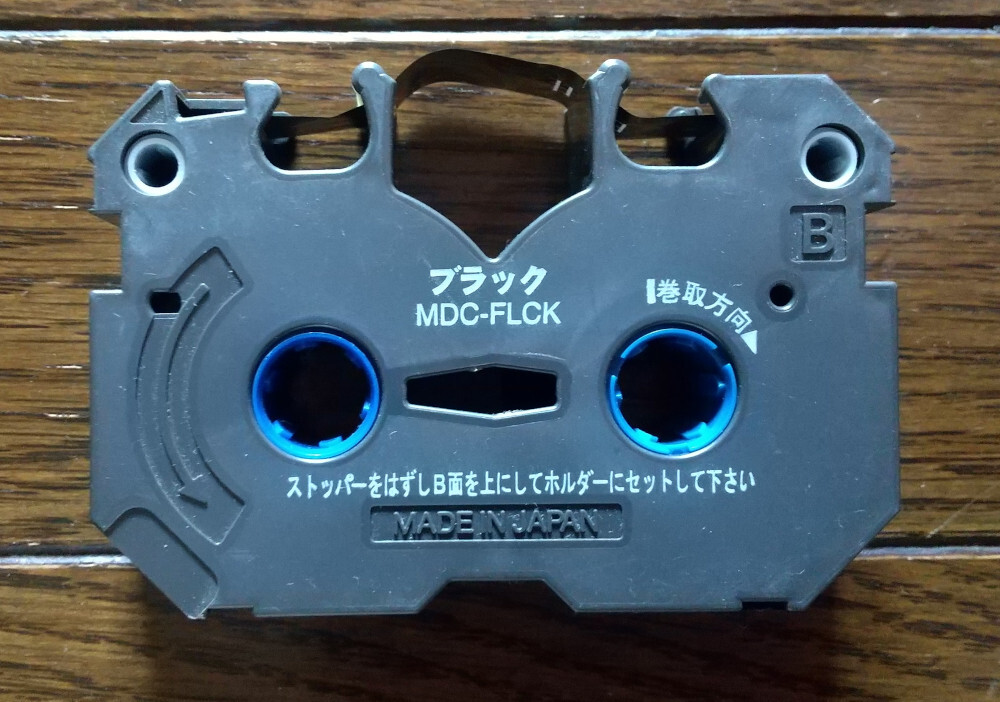 B
ブラック
MDC-FLCK
巻取方向
ストッパーをはずしB面を上にしてホルダーにセットして下さい
MADE IN JAPAN